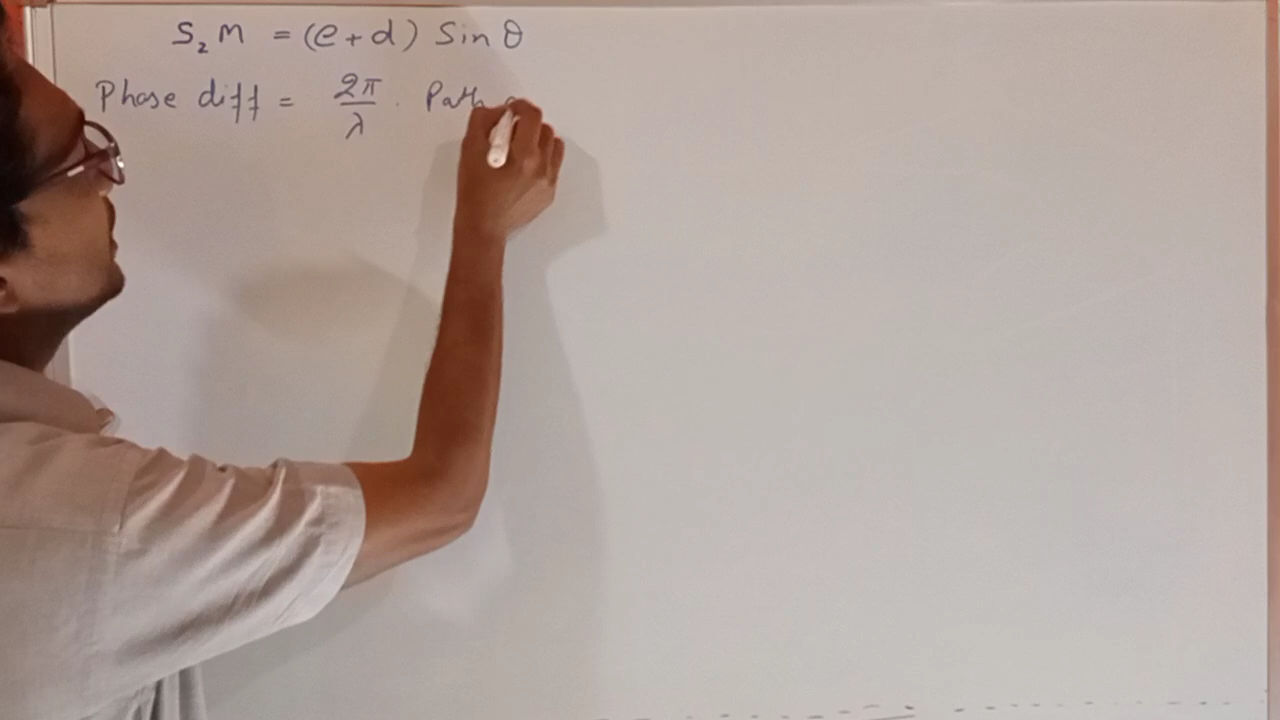 S₂M = (e+d) Sin θ
Phase diff = 2π/λ . Path